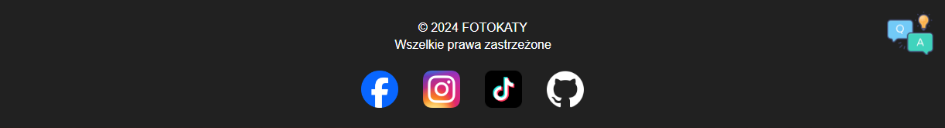 © 2024 FOTOKATY
Wszelkie prawa zastrzeżone
Q
A